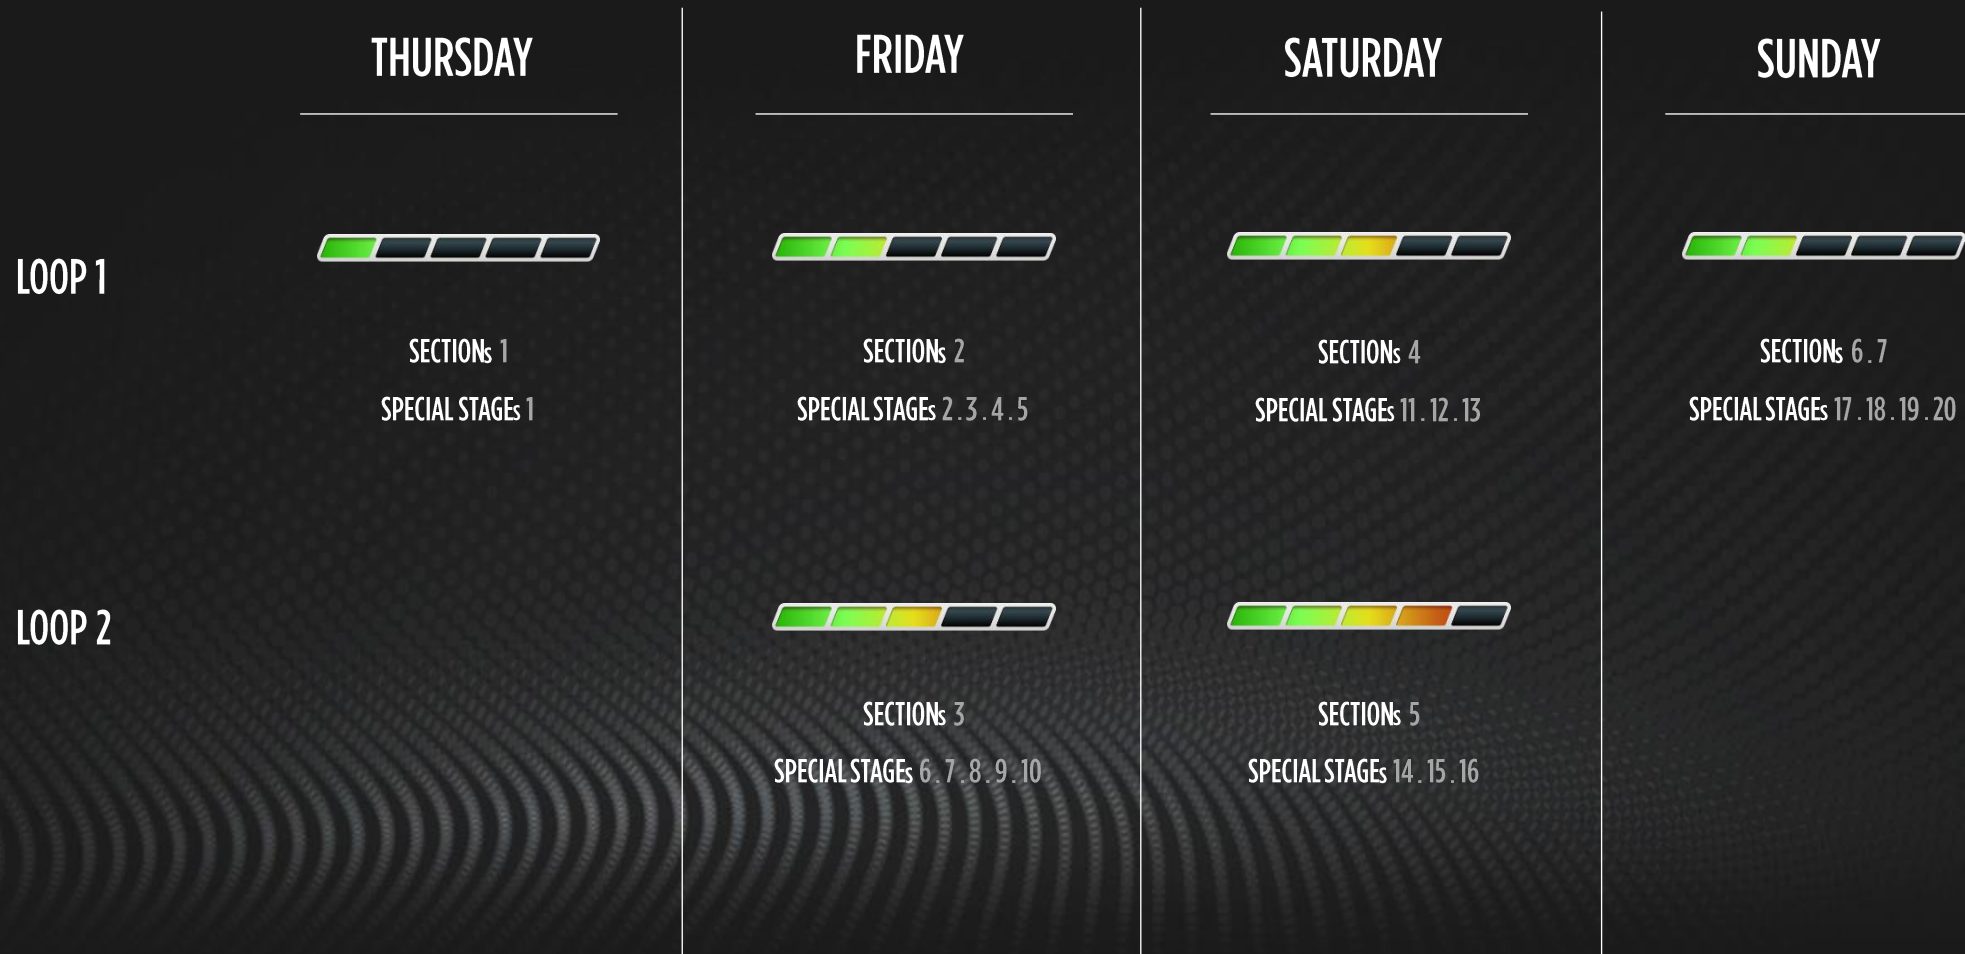 THURSDAY
FRIDAY
SATURDAY
SUNDAY
LOOP 1
SECTIONs 1
SPECIAL STAGEs 1
SECTIONs 2
SPECIAL STAGEs 2.3.4.5
SECTIONs 4
SPECIAL STAGEs 11.12.13
SECTIONs 6.7
SPECIAL STAGEs 17.18.19.20
LOOP 2
SECTIONs 3
SPECIAL STAGEs 6.7.8.9.10
SECTIONs 5
SPECIAL STAGEs 14.15.16